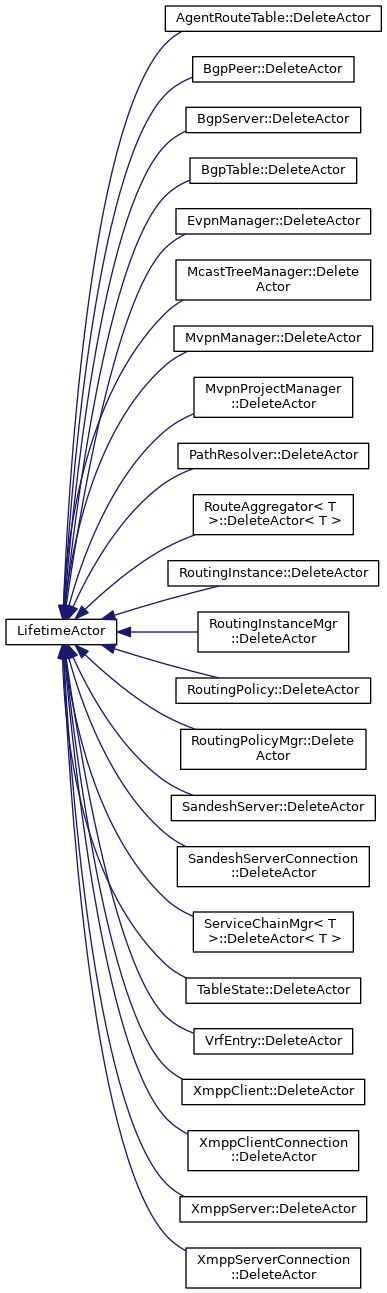 AgentRouteTable::DeleteActor
BgpPeer::DeleteActor
BgpServer::DeleteActor
BgpTable::DeleteActor
EvpnManager::DeleteActor
McastTreeManager::Delete
Actor
MvpnManager::DeleteActor
MvpnProjectManager
::DeleteActor
PathResolver::DeleteActor
RouteAggregator< T
>::DeleteActor< T >
RoutingInstance::DeleteActor
LifetimeActor
RoutingInstanceMgr
::DeleteActor
RoutingPolicy::DeleteActor
RoutingPolicyMgr::Delete
Actor
SandeshServer::DeleteActor
SandeshServerConnection
::DeleteActor
ServiceChainMgr< T
>::DeleteActor< T >
TableState::DeleteActor
VrfEntry::DeleteActor
XmppClient::DeleteActor
XmppClientConnection
::DeleteActor
XmppServer::DeleteActor
XmppServerConnection
::DeleteActor